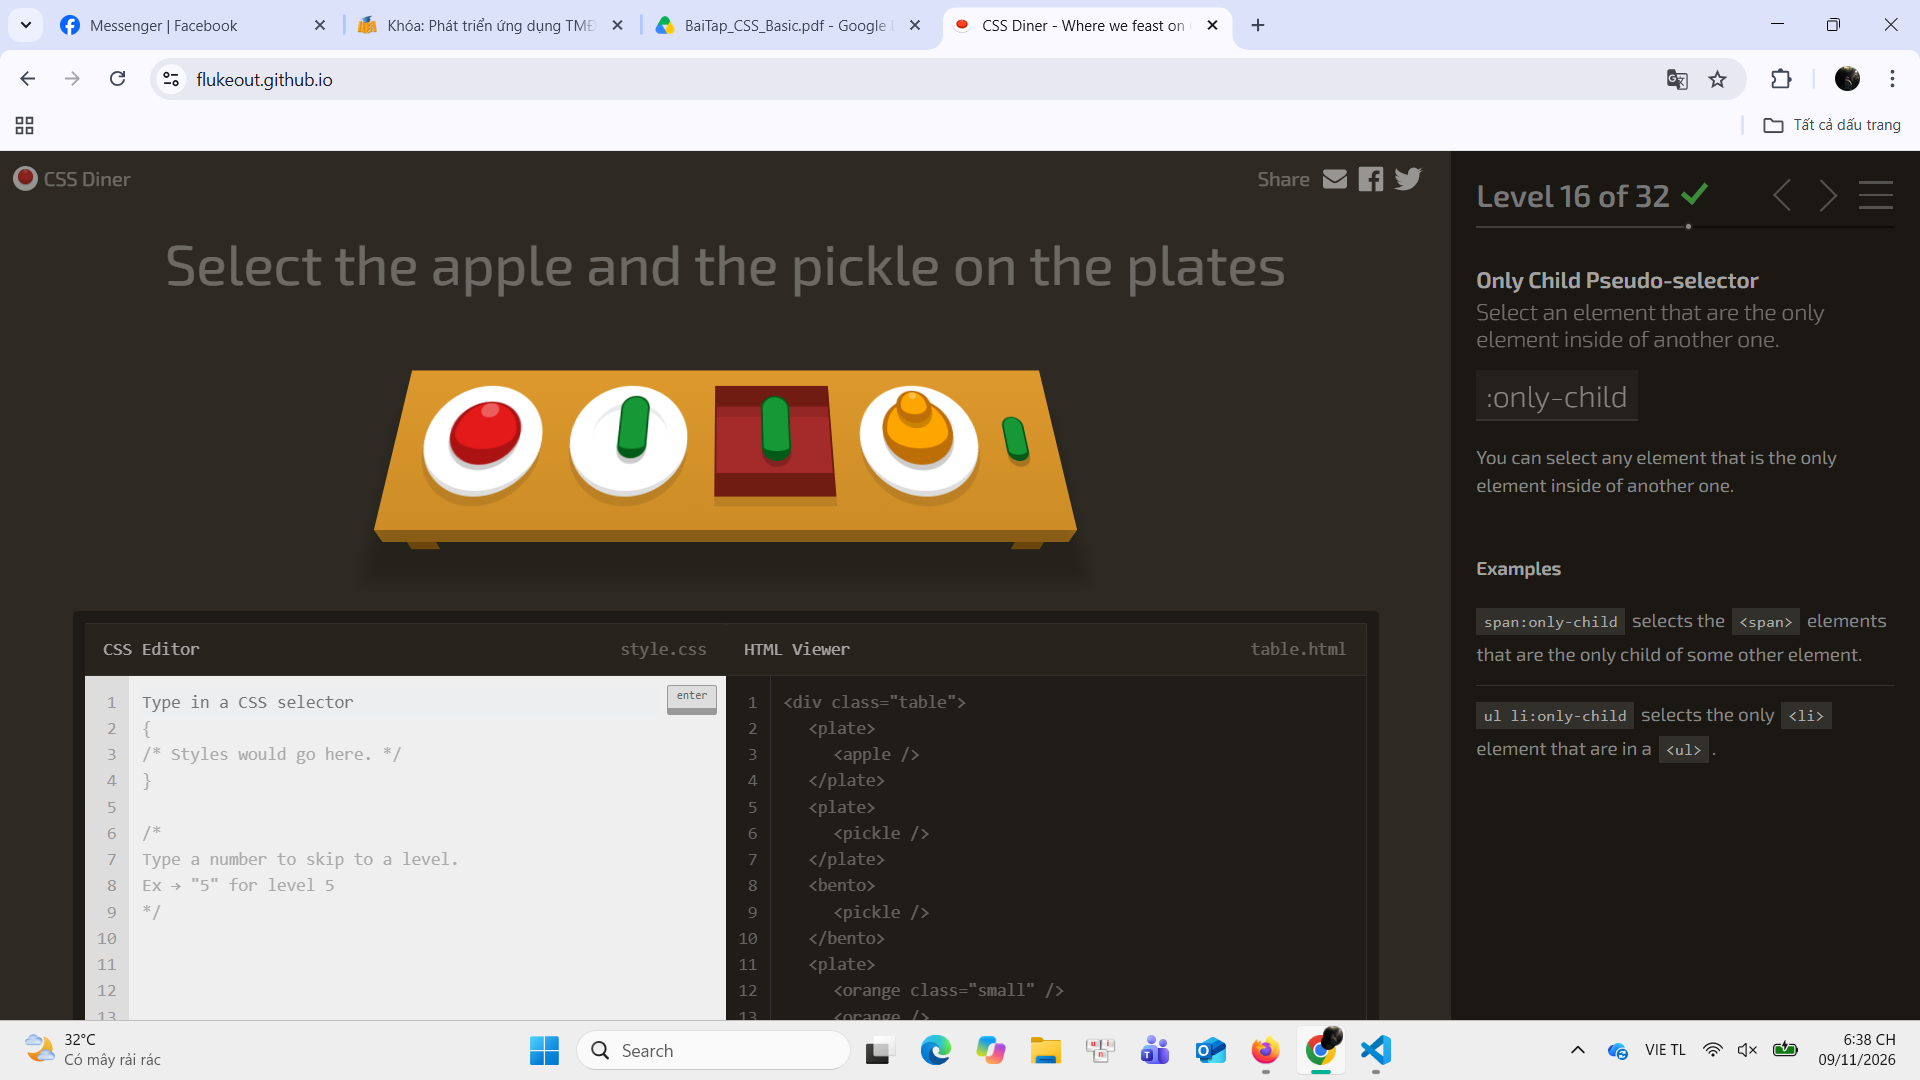 Messenger | Facebook
Khóa: Phát triển ứng dụng TMĐ
BaiTap_CSS_Basic.pdf - Google
CSS Diner - Where we feast on
flukeout.github.io
Tất cả dấu trang
CSS Diner
Share
Select the apple and the pickle on the plates
CSS Editor
style.css
1 Type in a CSS selector
enter
2 {
3 /* Styles would go here. */
4 }
5
6 /*
7 Type a number to skip to a level.
8 Ex → "5" for level 5
9 */
10
11
12
13
HTML Viewer
table.html
1 <div class="table">
2 <plate>
3 <apple />
4 </plate>
5 <plate>
6 <pickle />
7 </plate>
8 <bento>
9 <pickle />
10 </bento>
11 <plate>
12 <orange class="small" />
13 <orange />
Level 16 of 32
Only Child Pseudo-selector
Select an element that are the only
element inside of another one.
:only-child
You can select any element that is the only
element inside of another one.
Examples
span:only-child selects the <span> elements
that are the only child of some other element.
ul li:only-child selects the only <li>
element that are in a <ul> .
32°C
Có mây rải rác
Search
VIE TL
6:38 CH
09/11/2026